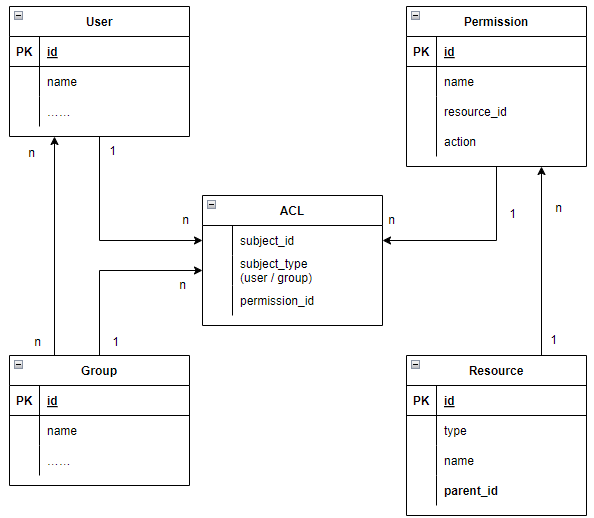 User
PK id
name
......
n
1
Permission
PK id
name
resource_id
action
1
n
ACL
subject_id
subject_type
(user / group)
permission_id
n
n
n
n
1
1
Group
PK id
name
......
Resource
PK id
type
name
parent_id